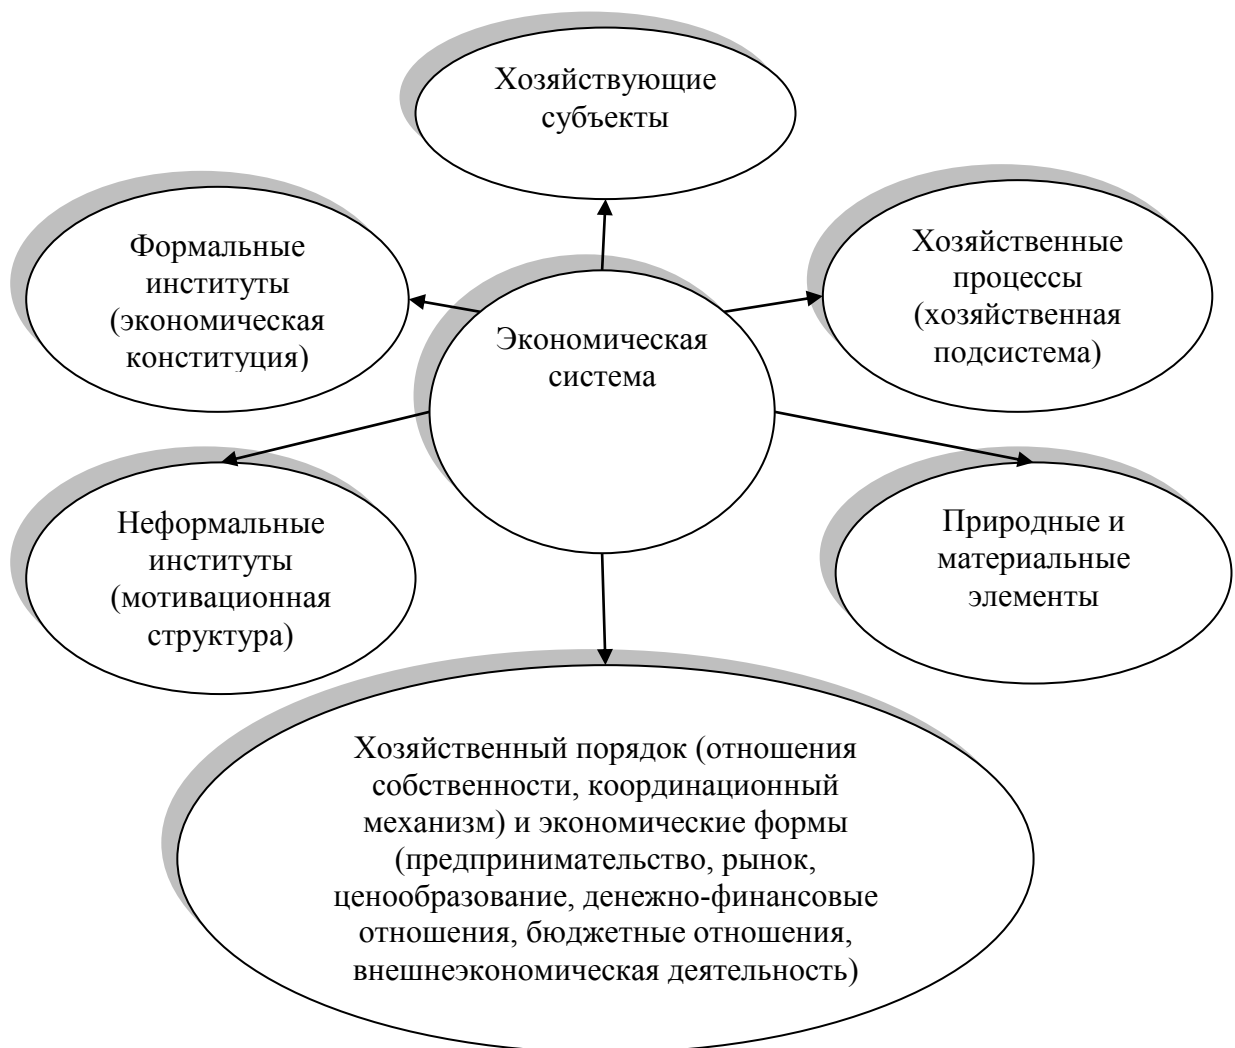 Хозяйствующие
субъекты
Формальные
институты
(экономическая
конституция)
Хозяйственные
процессы
(хозяйственная
подсистема)
Экономическая
система
Неформальные
институты
(мотивационная
структура)
Природные и
материальные
элементы
Хозяйственный порядок (отношения
собственности, координационный
механизм) и экономические формы
(предпринимательство, рынок,
ценообразование, денежно-финансовые
отношения, бюджетные отношения,
внешнеэкономическая деятельность)